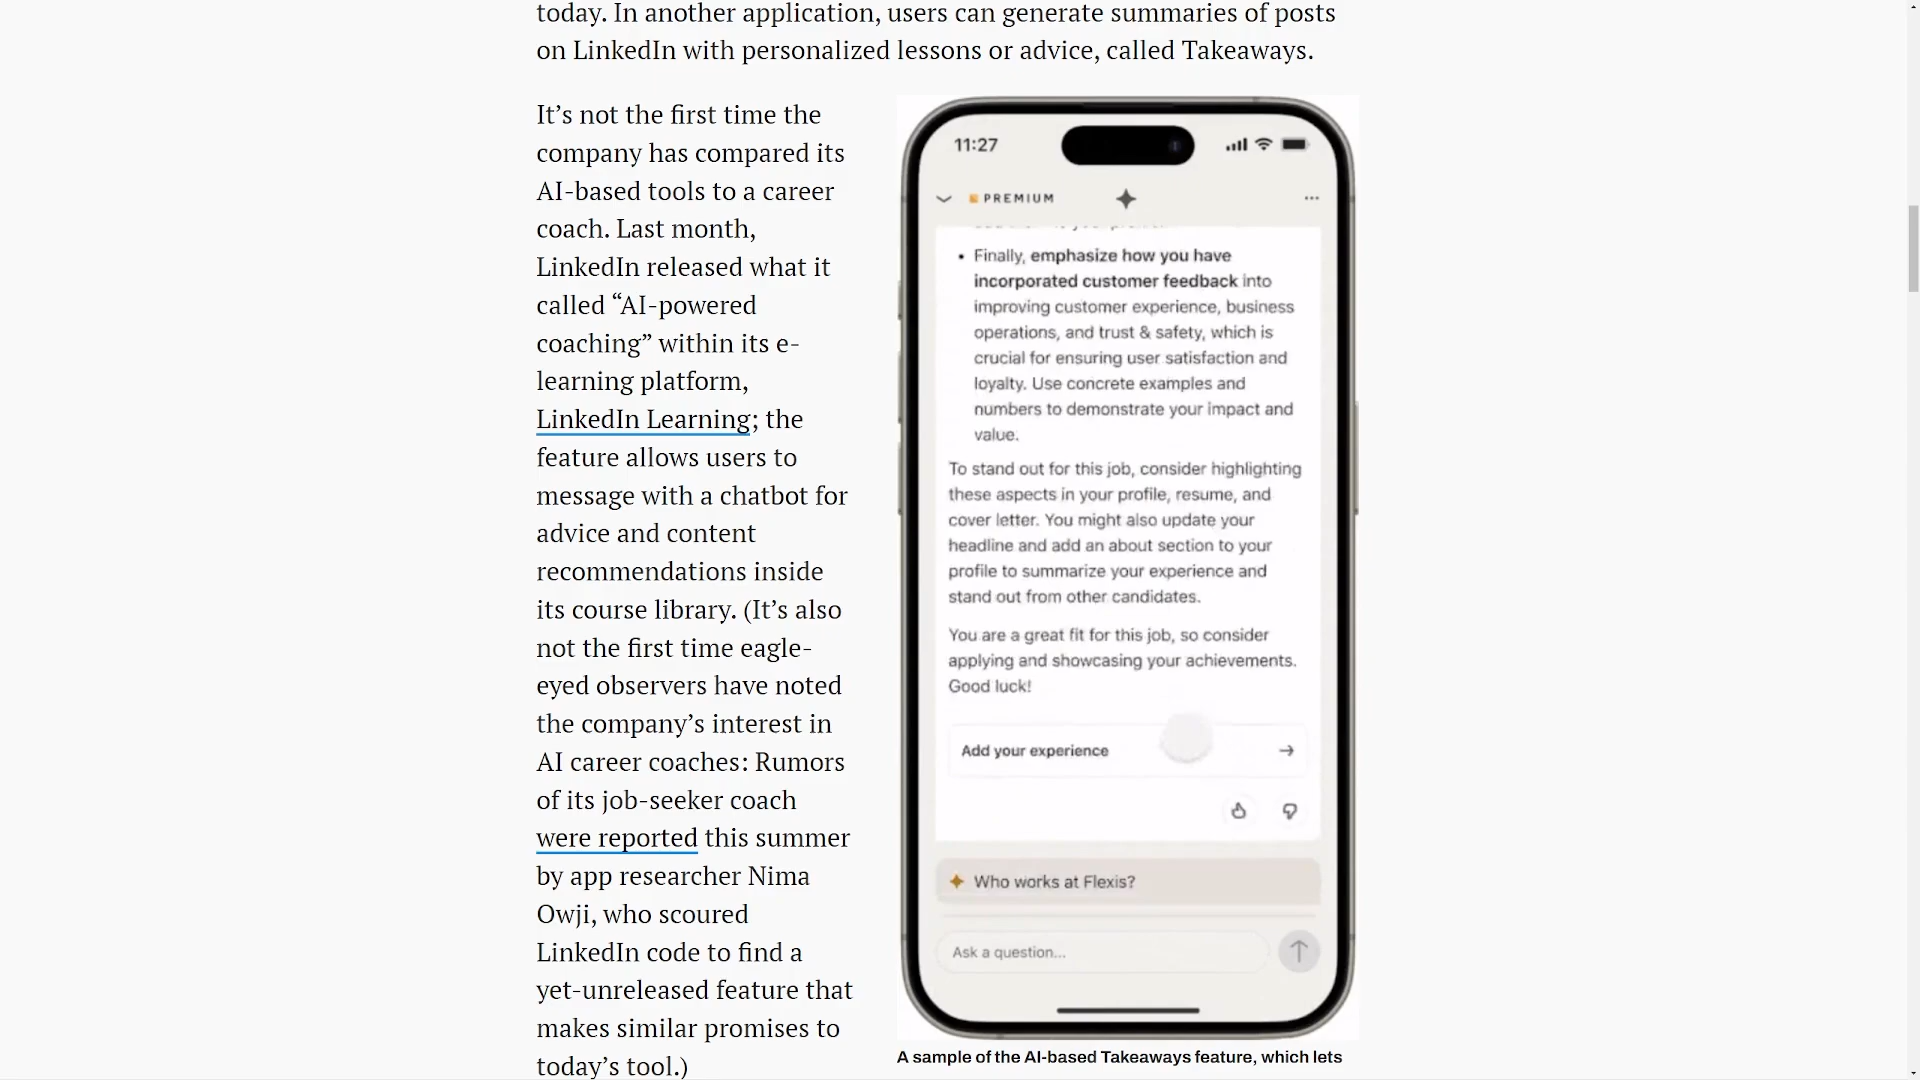 today. In another application, users can generate summaries of posts
on LinkedIn with personalized lessons or advice, called Takeaways.
It’s not the first time the
company has compared its
AI-based tools to a career
coach. Last month,
LinkedIn released what it
called “AI-powered
coaching” within its e-
learning platform,
LinkedIn Learning; the
feature allows users to
message with a chatbot for
advice and content
recommendations inside
its course library. (It’s also
not the first time eagle-
eyed observers have noted
the company’s interest in
AI career coaches: Rumors
of its job-seeker coach
were reported this summer
by app researcher Nima
Owji, who scoured
LinkedIn code to find a
yet-unreleased feature that
makes similar promises to
today’s tool.)
11:27
PREMIUM
• Finally, emphasize how you have
incorporated customer feedback into
improving customer experience, business
operations, and trust & safety, which is
crucial for ensuring user satisfaction and
loyalty. Use concrete examples and
numbers to demonstrate your impact and
value.
To stand out for this job, consider highlighting
these aspects in your profile, resume, and
cover letter. You might also update your
headline and add an about section to your
profile to summarize your experience and
stand out from other candidates.
You are a great fit for this job, so consider
applying and showcasing your achievements.
Good luck!
Add your experience
Who works at Flexis?
Ask a question...
A sample of the AI-based Takeaways feature, which lets